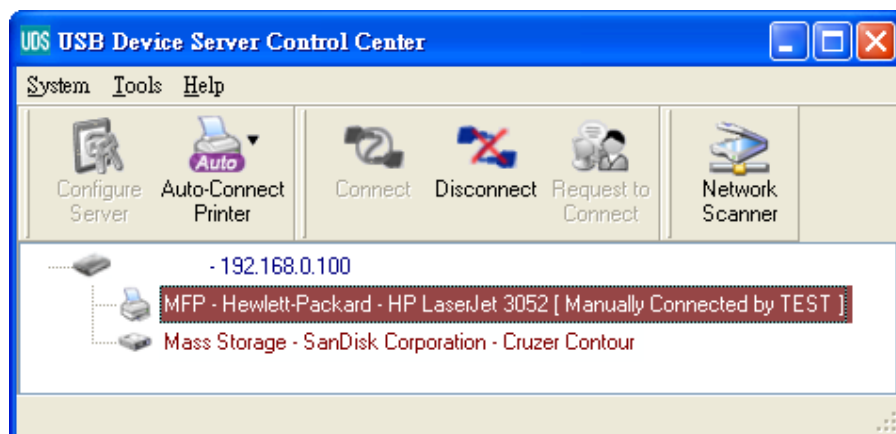 UDS USB Device Server Control Center
System Tools Help
Configure Server
Auto
Auto-Connect Printer
Connect
Disconnect
Request to Connect
Network Scanner
- 192.168.0.100
MFP - Hewlett-Packard - HP LaserJet 3052 [ Manually Connected by TEST ]
Mass Storage - SanDisk Corporation - Cruzer Contour